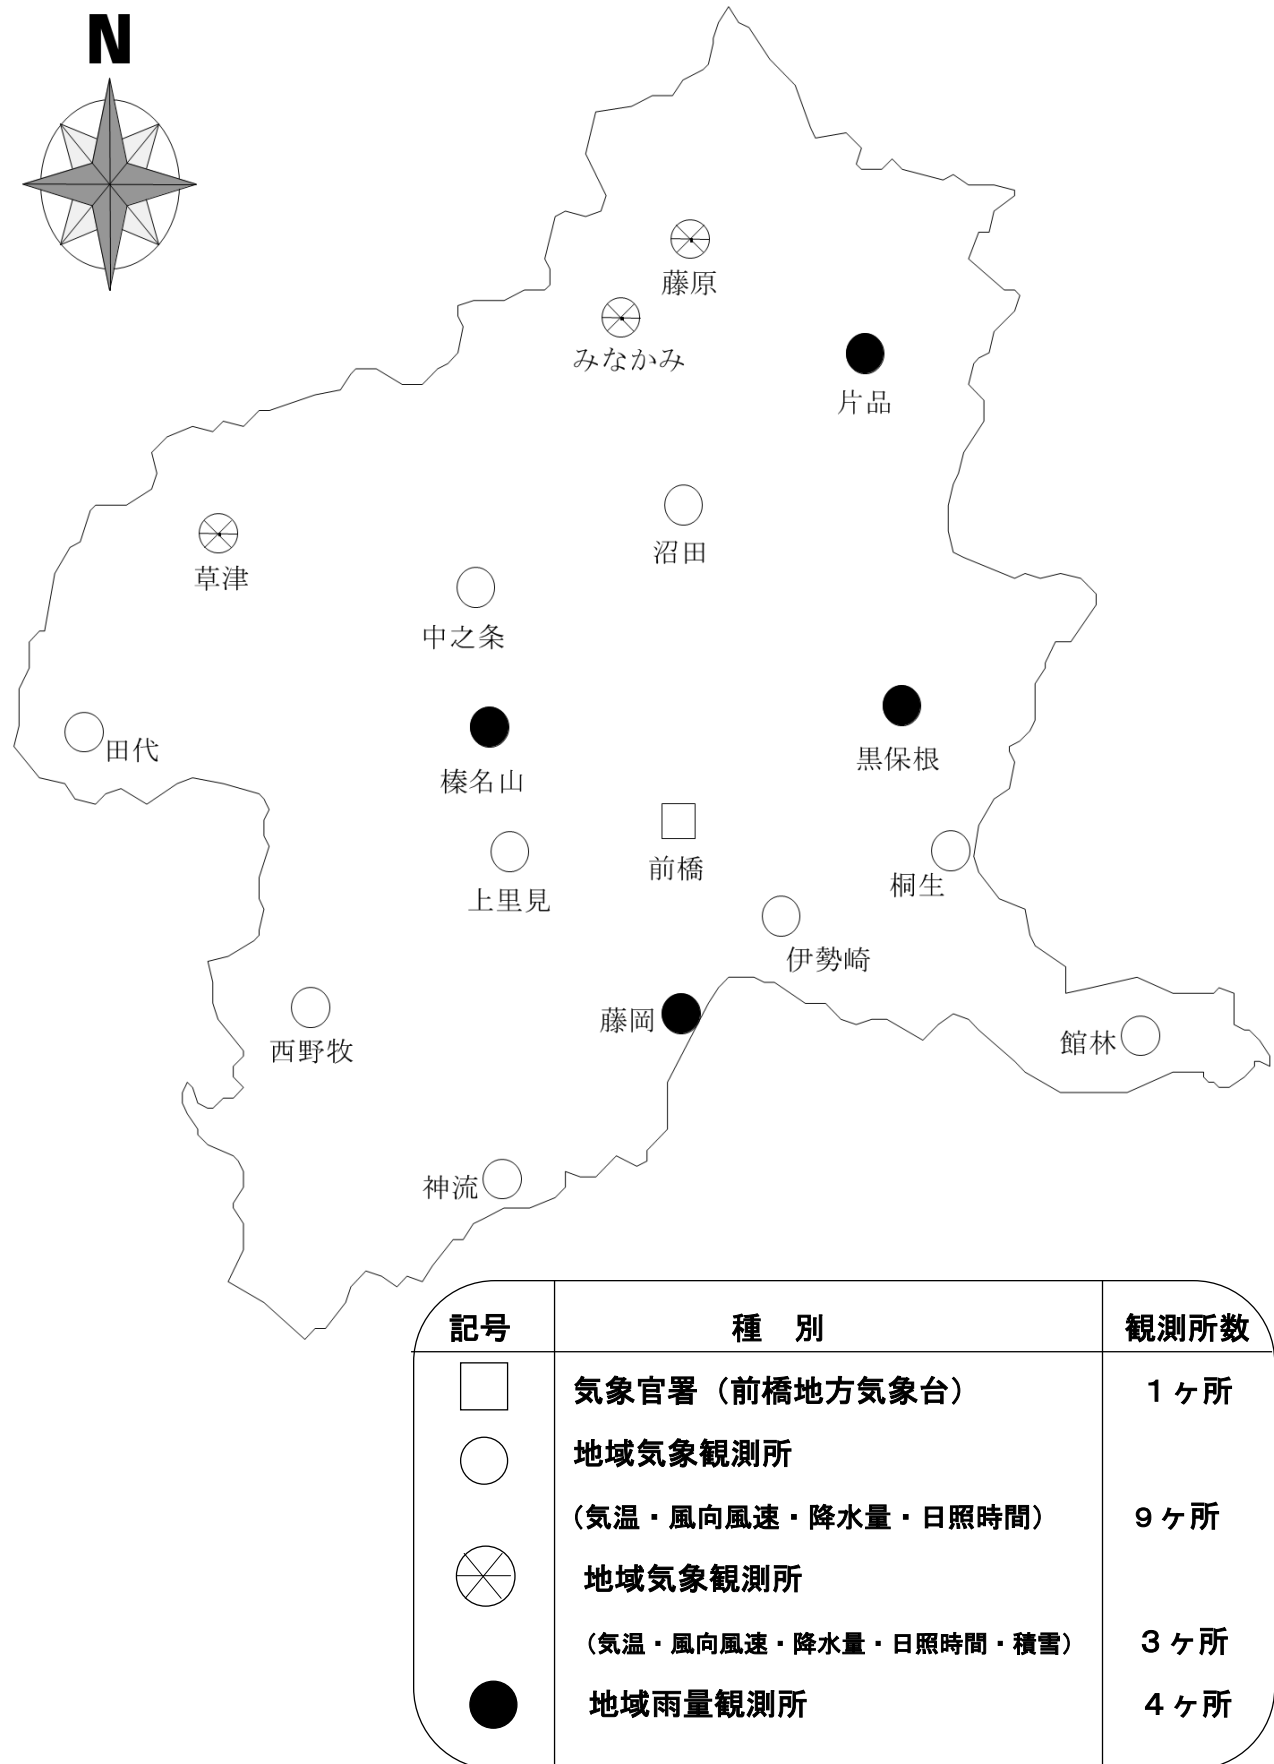 N
藤原
みなかみ
片品
沼田
草津
中之条
田代
榛名山
黒保根
前橋
上里見
桐生
伊勢崎
西野牧
藤岡
館林
神流
記号 種 別 観測所数
気象官署（前橋地方気象台） 1ヶ所
地域気象観測所
（気温・風向風速・降水量・日照時間） 9ヶ所
地域気象観測所
（気温・風向風速・降水量・日照時間・積雪） 3ヶ所
地域雨量観測所 4ヶ所